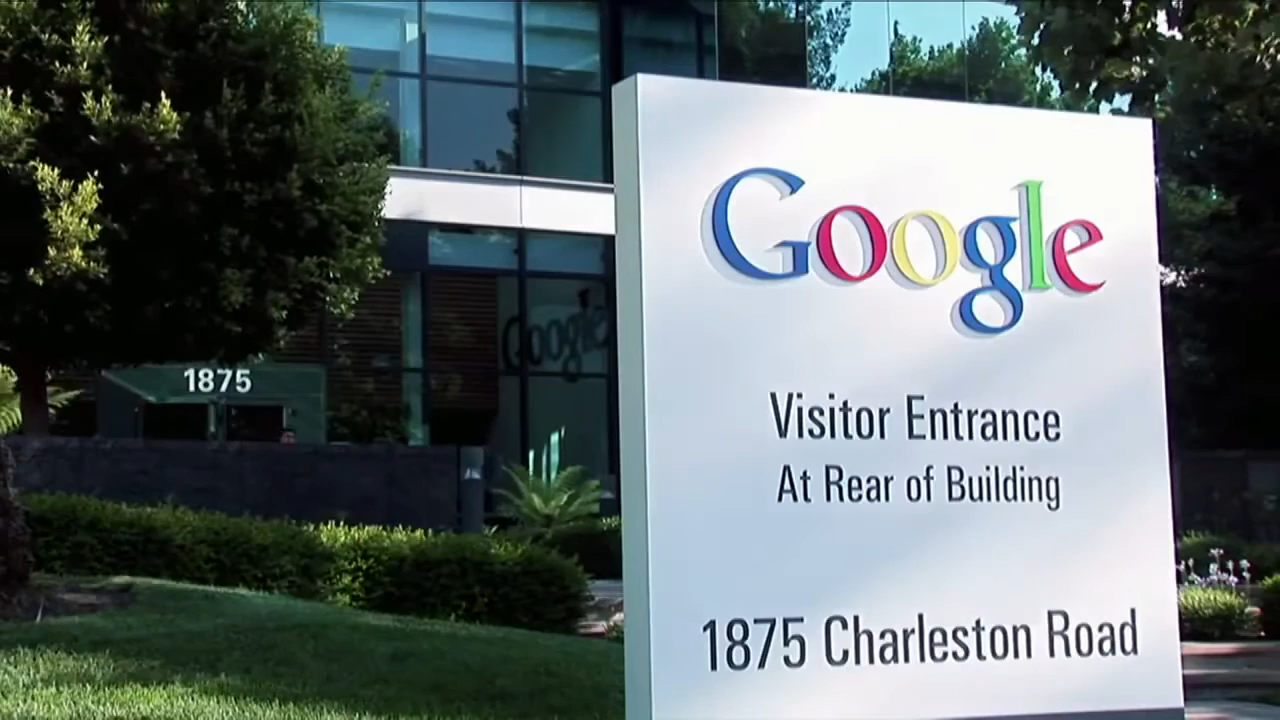 Google
Visitor Entrance
At Rear of Building
1875 Charleston Road
1875
Google